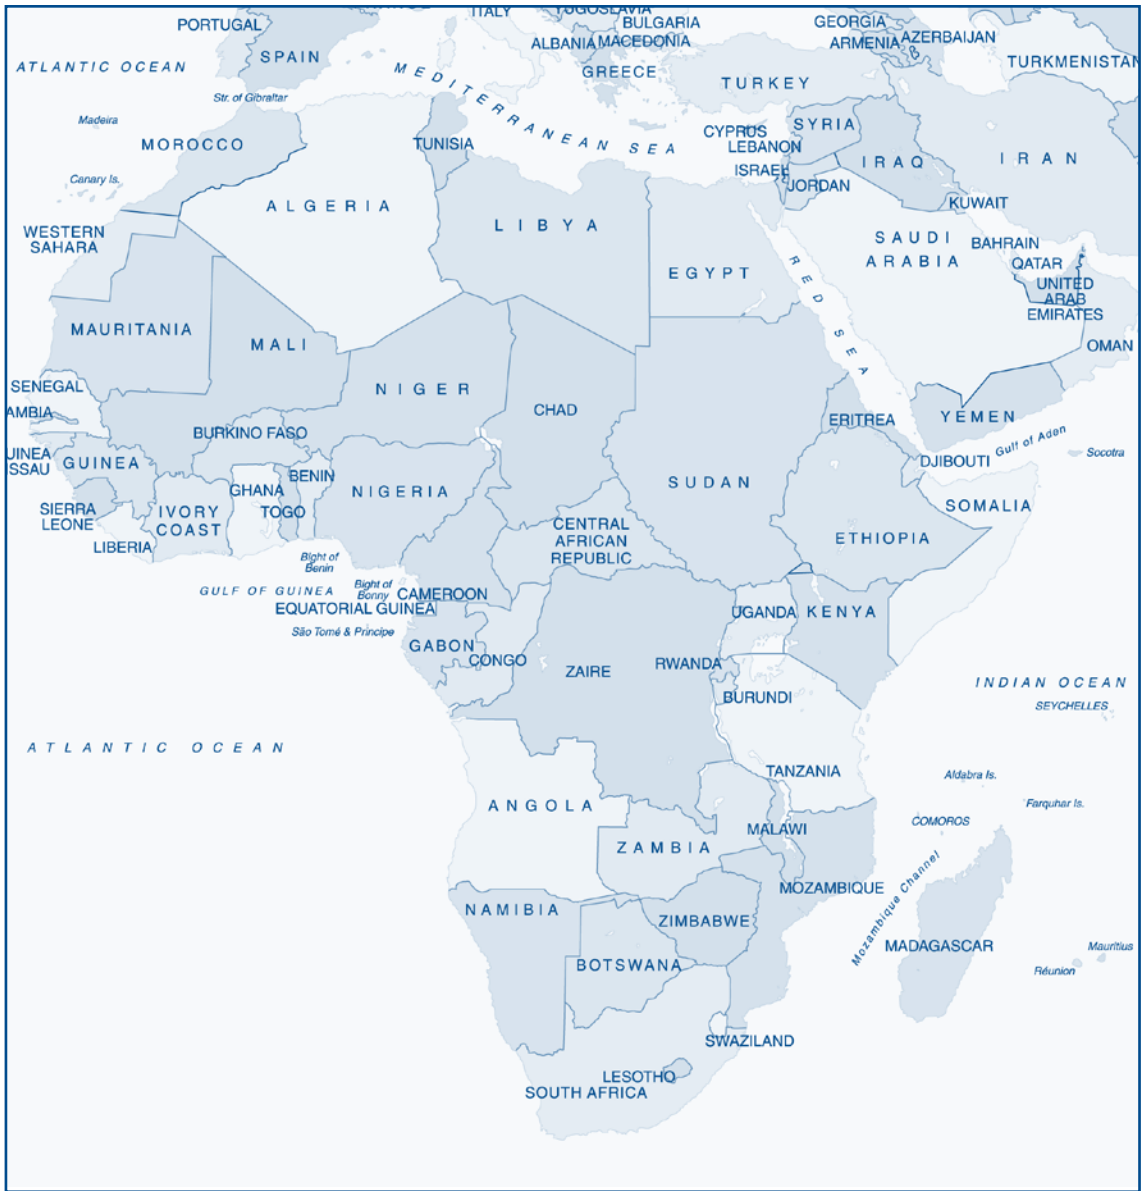 ITALY
YUGOSLAVIA
PORTUGAL
BULGARIA
GEORGIA
SPAIN
ALBANIA
MACEDONIA
ARMENIA
AZERBAIJAN
ATLANTIC OCEAN
MEDITERRANEAN SEA
GREECE
TURKEY
TURKMENISTAN
Str. of Gibraltar
Madeira
MOROCCO
TUNISIA
CYPRUS
SYRIA
LEBANON
IRAQ
IRAN
Canary Is.
ISRAEL
JORDAN
ALGERIA
LIBYA
KUWAIT
WESTERN
SAHARA
EGYPT
RED SEA
SAUDI
ARABIA
BAHRAIN
QATAR
UNITED
ARAB
EMIRATES
MAURITANIA
MALI
OMAN
SENEGAL
NIGER
CHAD
AMBIA
BURKINO FASO
ERITREA
YEMEN
Gulf of Aden
Socotra
UINEA
SSAU
GUINEA
BENIN
NIGERIA
SUDAN
DJIBOUTI
GHANA
SIERRA
LEONE
IVORY
COAST
TOGO
SOMALIA
LIBERIA
CENTRAL
AFRICAN
REPUBLIC
ETHIOPIA
Bight of
Benin
GULF OF GUINEA
Bight of
Bonny
CAMEROON
EQUATORIAL GUINEA
UGANDA
KENYA
São Tomé & Principe
GABON
CONGO
ZAIRE
RWANDA
BURUNDI
INDIAN OCEAN
SEYCHELLES
ATLANTIC OCEAN
TANZANIA
Aldabra Is.
ANGOLA
Farquhar Is.
MALAWI
COMOROS
ZAMBIA
Mozambique Channel
MOZAMBIQUE
NAMIBIA
ZIMBABWE
MADAGASCAR
Mauritius
BOTSWANA
Réunion
SWAZILAND
LESOTHO
SOUTH AFRICA